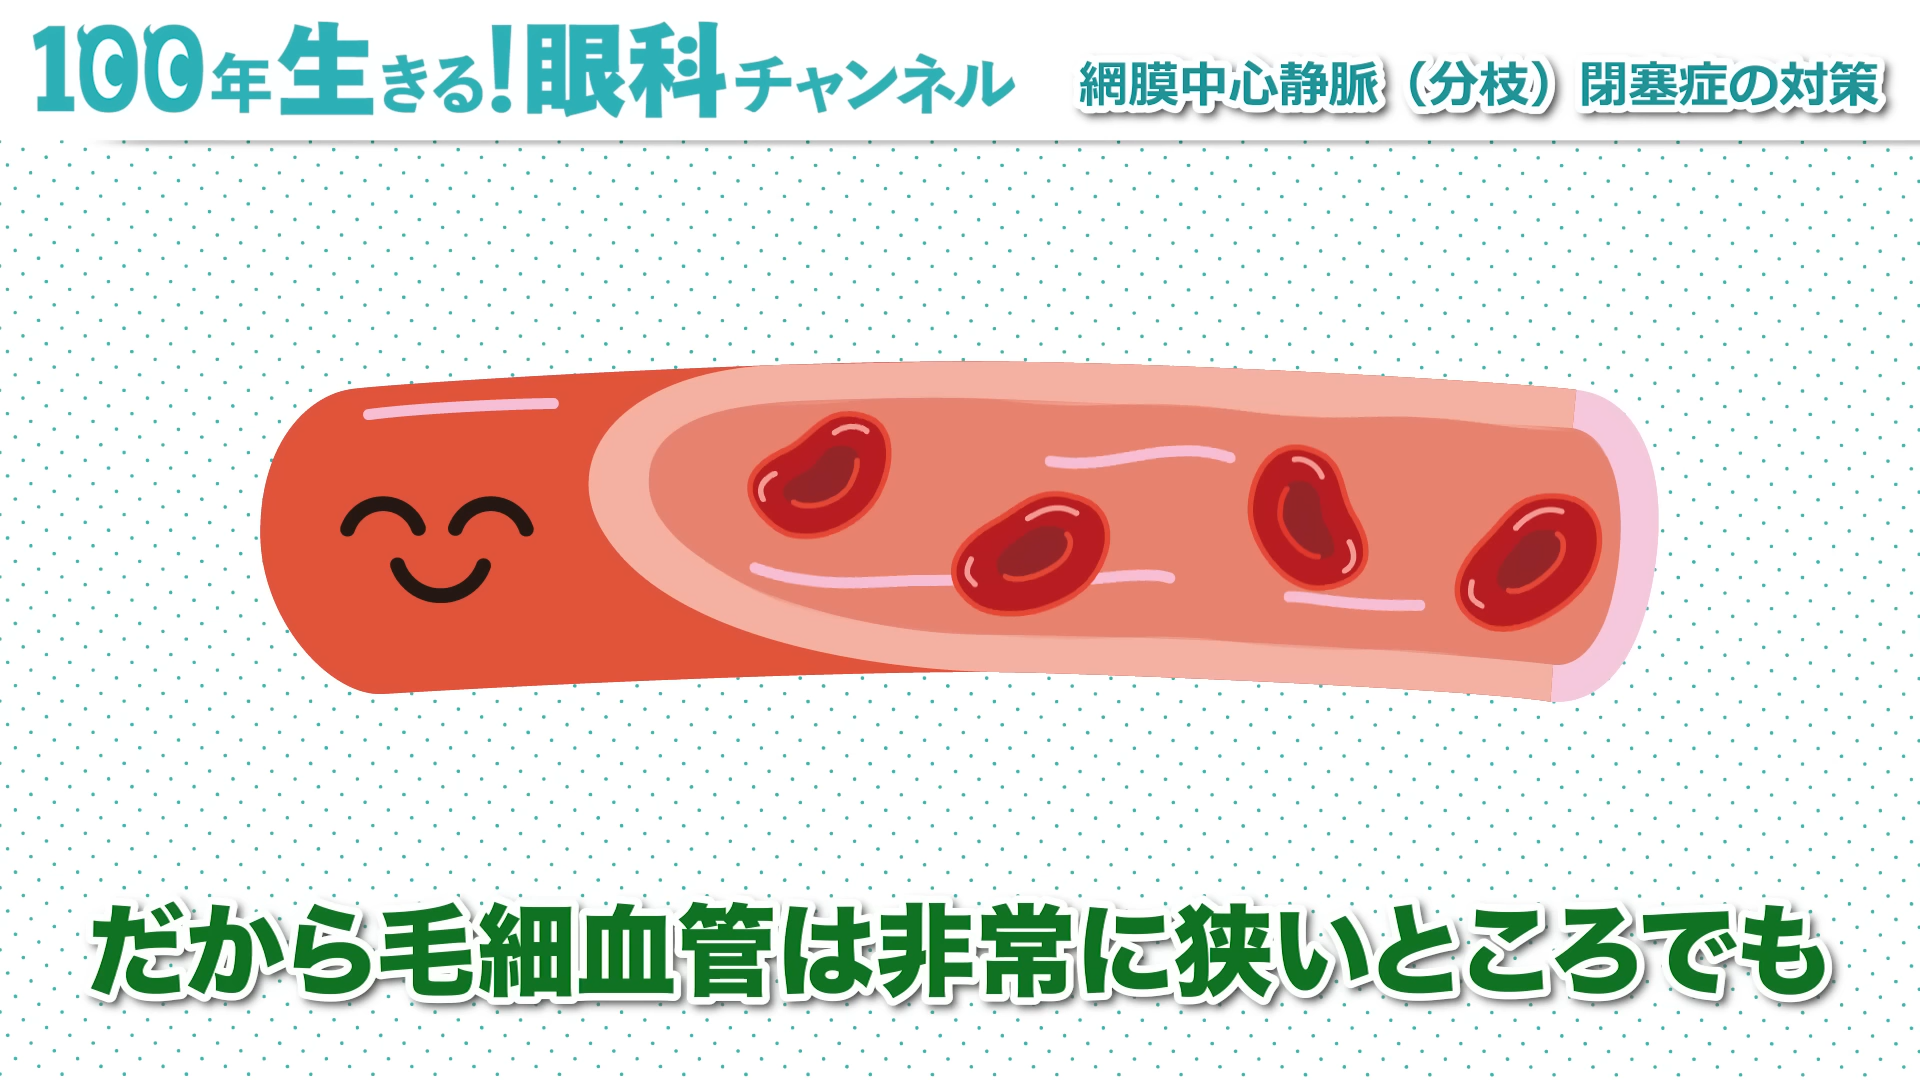 100年生きる!眼科チャンネル
網膜中心静脈（分枝）閉塞症の対策
だから毛細血管は非常に狭いところでも